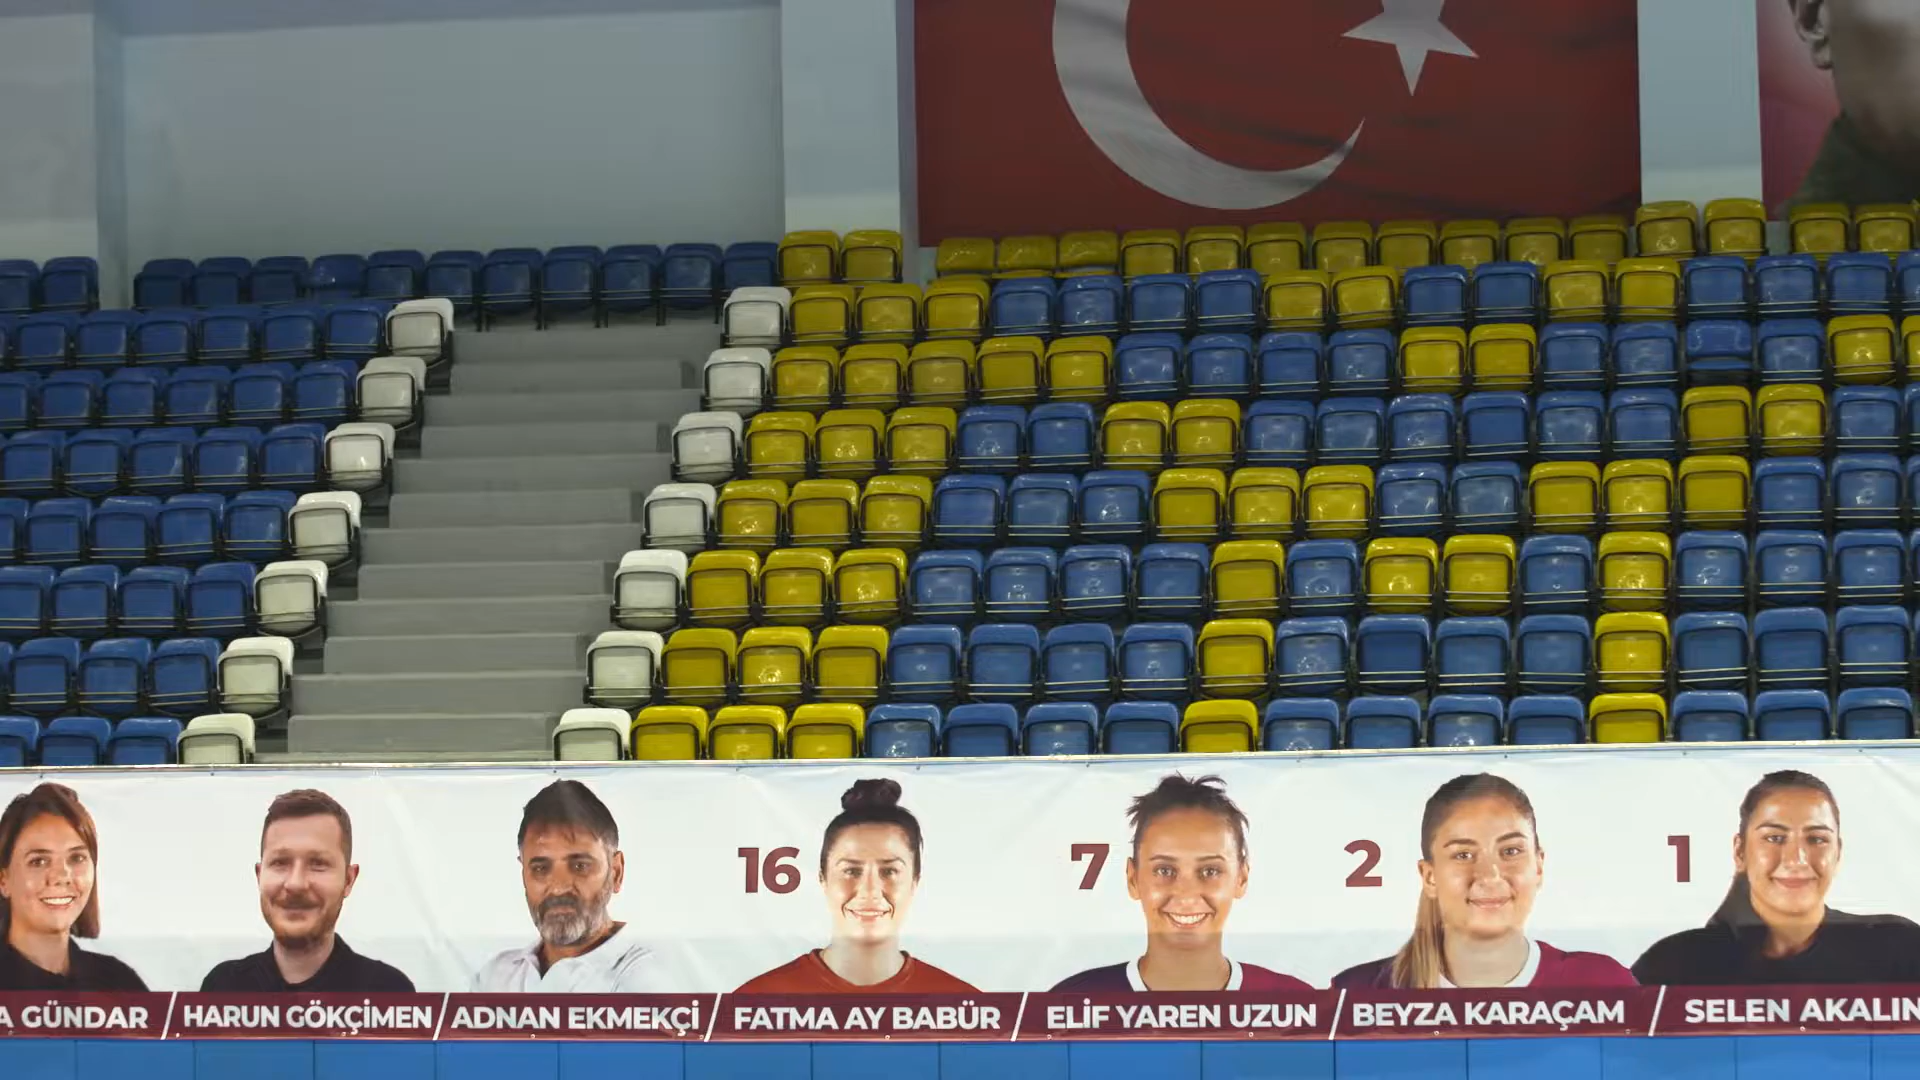 16
7
2
1
A GÜNDAR
HARUN GÖKÇİMEN
ADNAN EKMEKÇİ
FATMA AY BABÜR
ELİF YAREN UZUN
BEYZA KARAÇAM
SELEN AKALIN